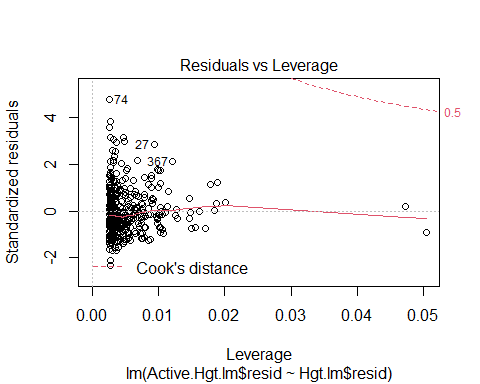 Residuals vs Leverage
Standardized residuals
4
2
0
-2
74
27
367
0.5
Cook's distance
0.00 0.01 0.02 0.03 0.04 0.05
Leverage
lm(Active.Hgt.lm$resid ~ Hgt.lm$resid)